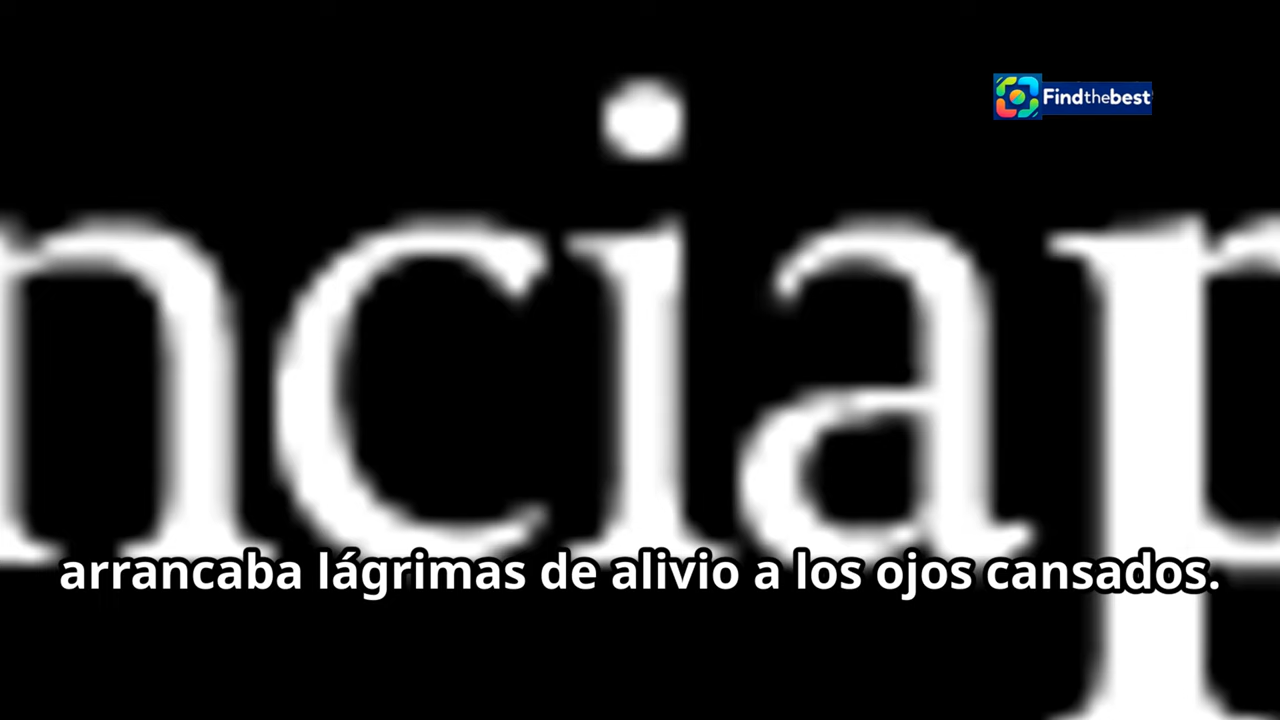 Findthebest
nciap
arrancaba lágrimas de alivio a los ojos cansados.